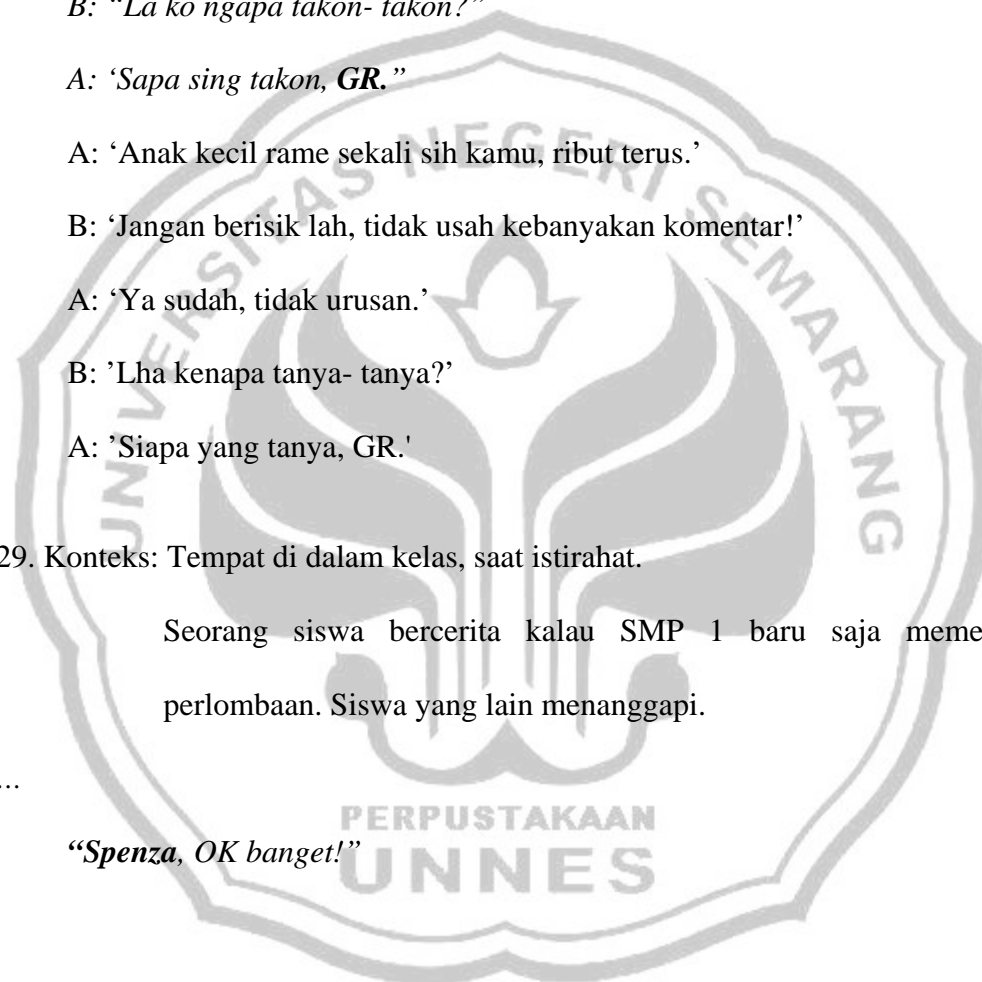 B: “La ko ngapa takon- takon?”
A: ‘Sapa sing takon, GR.”
A: ‘Anak kecil rame sekali sih kamu, ribut terus.’
B: ‘Jangan berisik lah, tidak usah kebanyakan komentar!’
A: ‘Ya sudah, tidak urusan.’
B: ’Lha kenapa tanya- tanya?’
A: ’Siapa yang tanya, GR.'
29. Konteks: Tempat di dalam kelas, saat istirahat.
Seorang siswa bercerita kalau SMP 1 baru saja meme
perlombaan. Siswa yang lain menanggapi.
...
“Spenza, OK banget!”
UNIVERSITAS NEGERI SEMARANG
PERPUSTAKAAN
UNNES